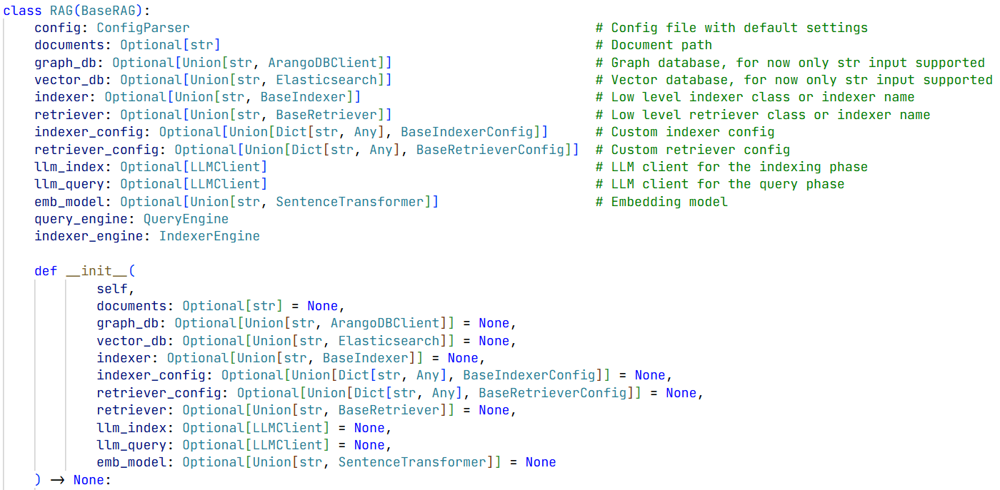 class RAG(BaseRAG):
    config: ConfigParser                                                    # Config file with default settings
    documents: Optional[str]                                                # Document path
    graph_db: Optional[Union[str, ArangoDBClient]]                          # Graph database, for now only str input supported
    vector_db: Optional[Union[str, Elasticsearch]]                          # Vector database, for now only str input supported
    indexer: Optional[Union[str, BaseIndexer]]                              # Low level indexer class or indexer name
    retriever: Optional[Union[str, BaseRetriever]]                          # Low level retriever class or indexer name
    indexer_config: Optional[Union[Dict[str, Any], BaseIndexerConfig]]      # Custom indexer config
    retriever_config: Optional[Union[Dict[str, Any], BaseRetrieverConfig]]  # Custom retriever config
    llm_index: Optional[LLMClient]                                          # LLM client for the indexing phase
    llm_query: Optional[LLMClient]                                          # LLM client for the query phase
    emb_model: Optional[Union[str, SentenceTransformer]]                    # Embedding model
    query_engine: QueryEngine
    indexer_engine: IndexerEngine

    def __init__(
            self,
            documents: Optional[str] = None,
            graph_db: Optional[Union[str, ArangoDBClient]] = None,
            vector_db: Optional[Union[str, Elasticsearch]] = None,
            indexer: Optional[Union[str, BaseIndexer]] = None,
            indexer_config: Optional[Union[Dict[str, Any], BaseIndexerConfig]] = None,
            retriever_config: Optional[Union[Dict[str, Any], BaseRetrieverConfig]] = None,
            retriever: Optional[Union[str, BaseRetriever]] = None,
            llm_index: Optional[LLMClient] = None,
            llm_query: Optional[LLMClient] = None,
            emb_model: Optional[Union[str, SentenceTransformer]] = None
    ) -> None: